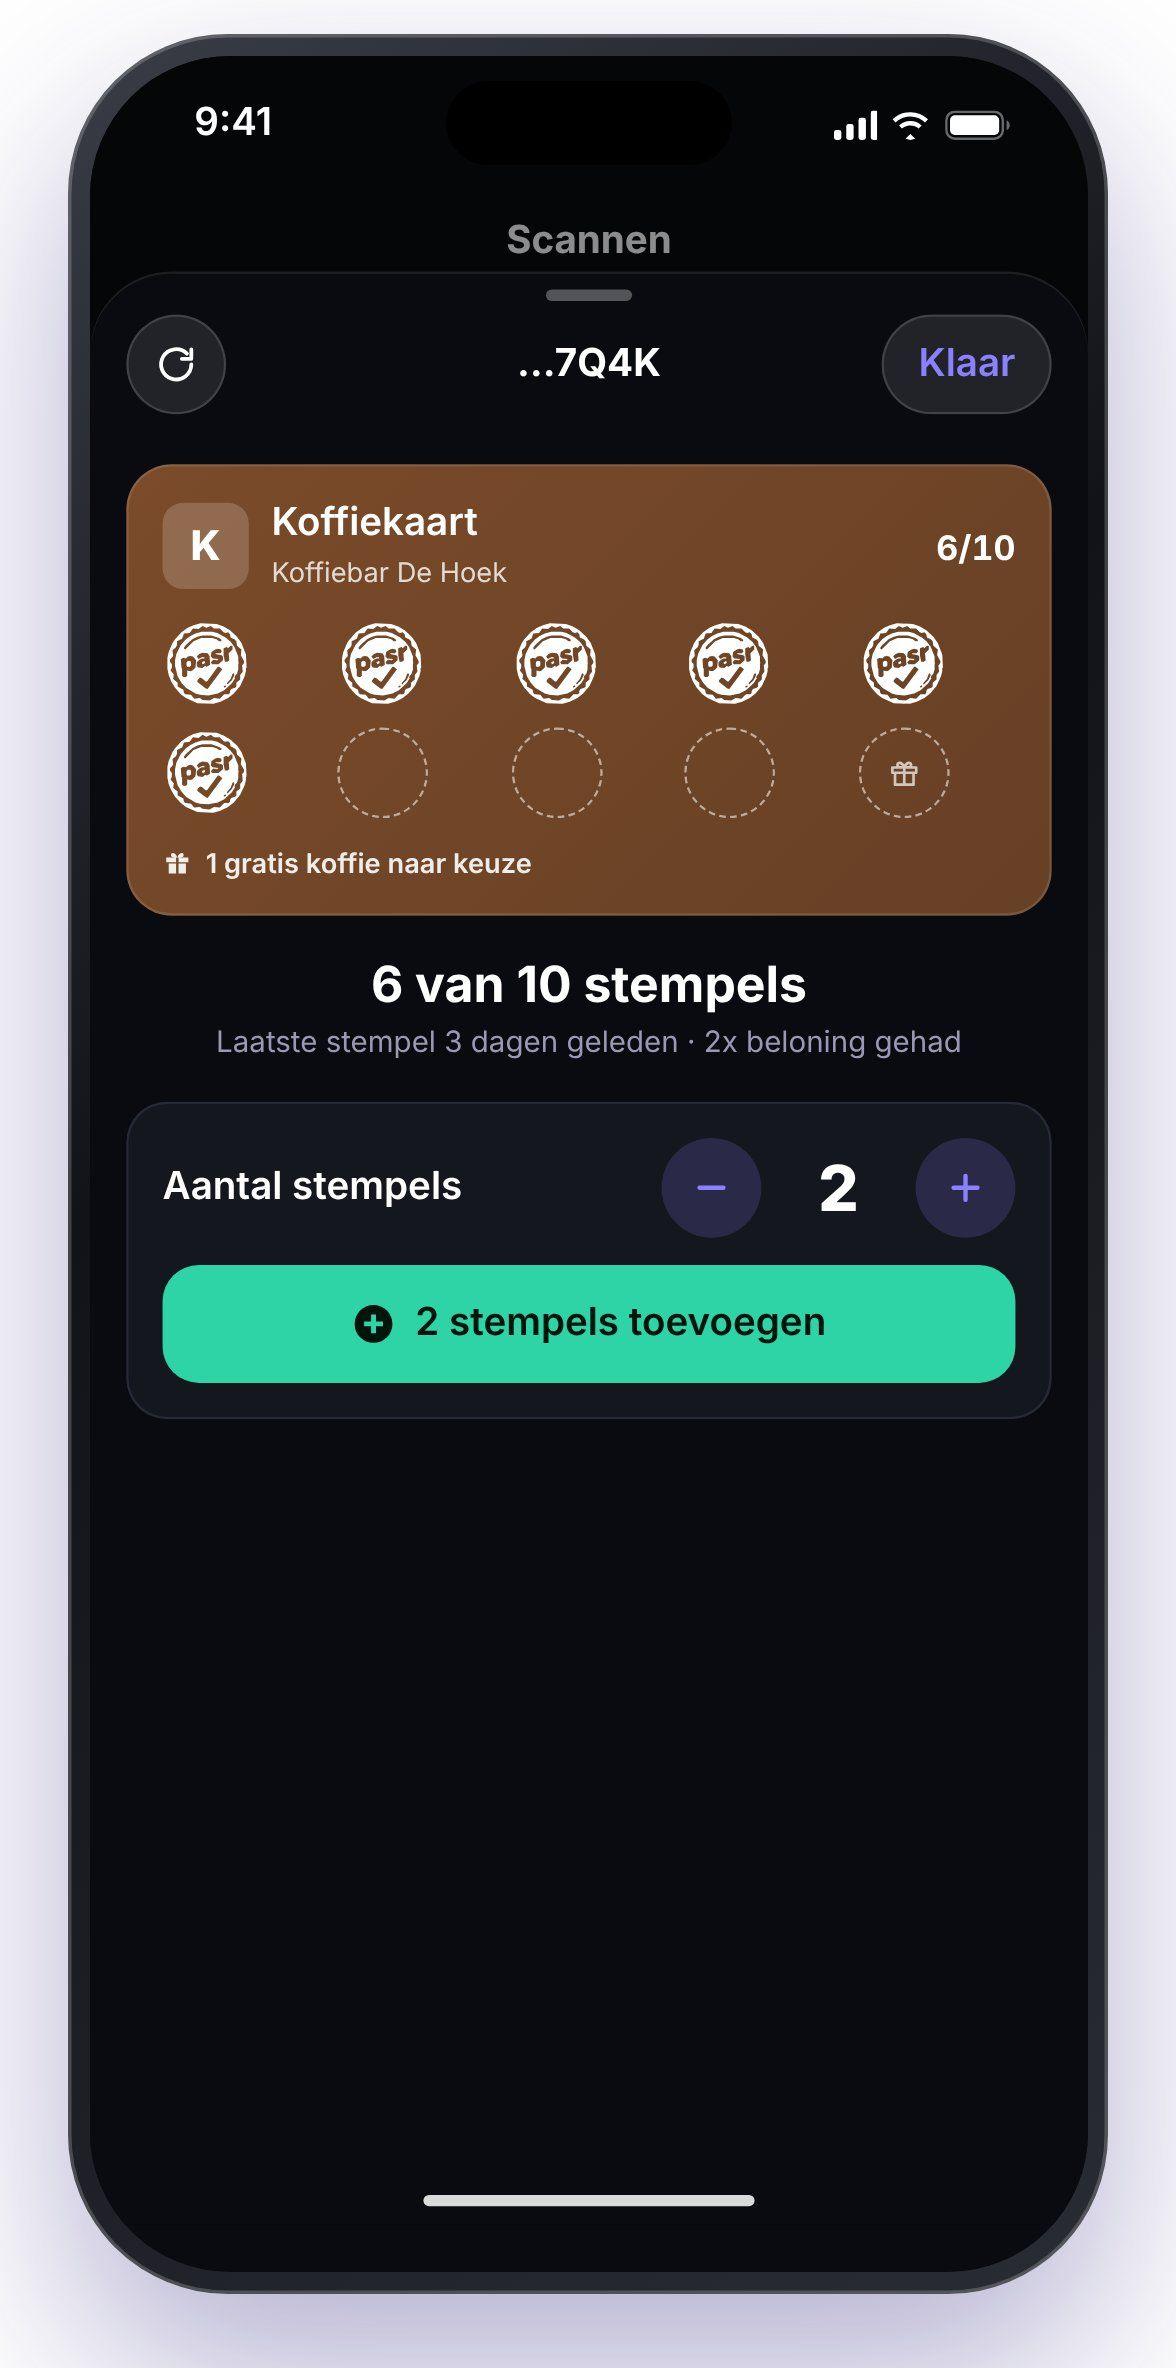 9:41
Scannen
...7Q4K
Klaar
K
Koffiekaart
Koffiebar De Hoek
6/10
pasr pasr pasr pasr pasr
pasr
1 gratis koffie naar keuze
6 van 10 stempels
Laatste stempel 3 dagen geleden · 2x beloning gehad
Aantal stempels
2
2 stempels toevoegen